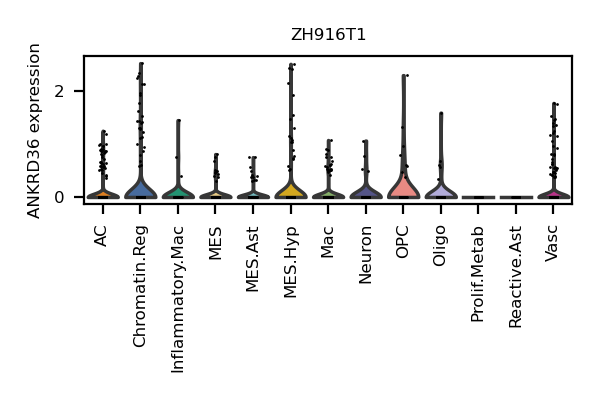 ZH916T1
ANKRD36 expression
2
0
AC
Chromatin.Reg
Inflammatory.Mac
MES
MES.Ast
MES.Hyp
Mac
Neuron
OPC
Oligo
Prolif.Metab
Reactive.Ast
Vasc